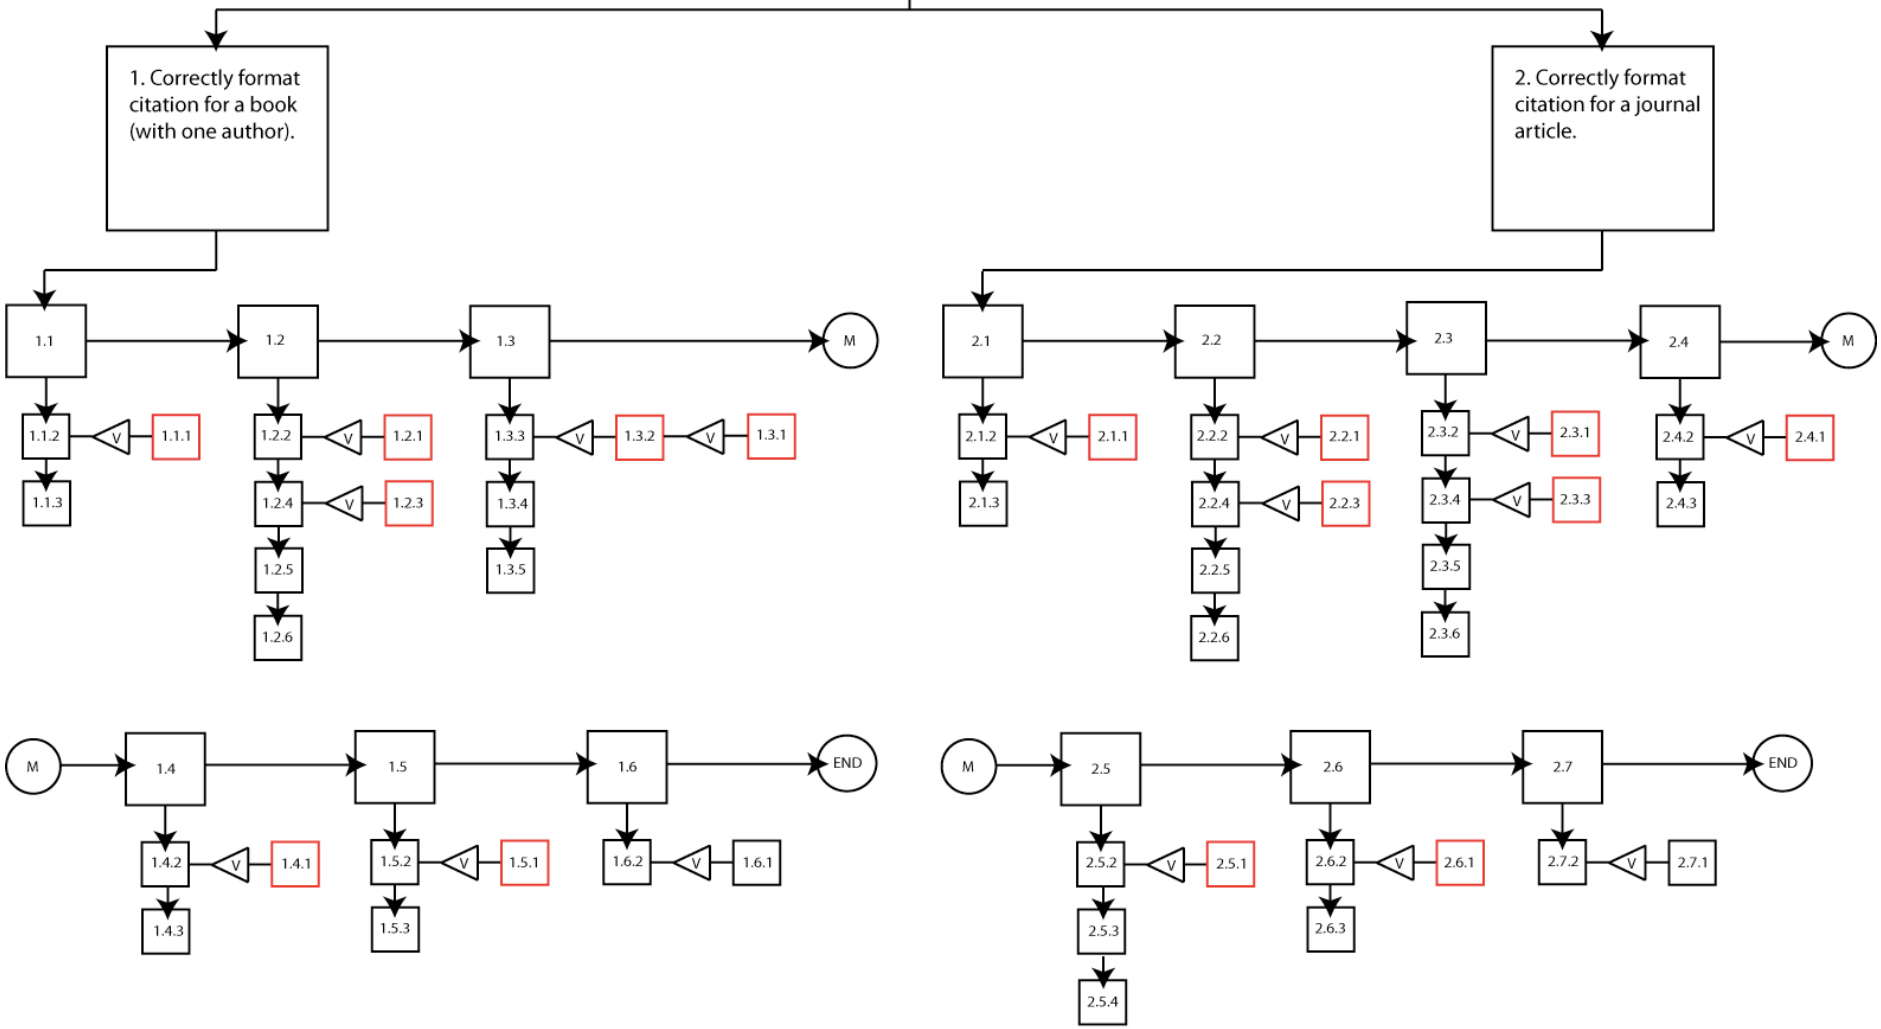 1. Correctly format
citation for a book
(with one author).
2. Correctly format
citation for a journal
article.
1.1
1.2
1.3
M
2.1
2.2
2.3
2.4
M
1.1.2
V
1.1.1
1.2.2
V
1.2.1
1.3.3
V
1.3.2
V
1.3.1
2.1.2
V
2.1.1
2.2.2
V
2.2.1
2.3.2
V
2.3.1
2.4.2
V
2.4.1
1.1.3
1.2.4
V
1.2.3
1.3.4
2.1.3
2.2.4
V
2.2.3
2.3.4
V
2.3.3
2.4.3
1.2.5
1.3.5
2.2.5
2.3.5
1.2.6
2.2.6
2.3.6
M
1.4
1.5
1.6
END
M
2.5
2.6
2.7
END
1.4.2
V
1.4.1
1.5.2
V
1.5.1
1.6.2
V
1.6.1
2.5.2
V
2.5.1
2.6.2
V
2.6.1
2.7.2
V
2.7.1
1.4.3
1.5.3
2.5.3
2.6.3
2.5.4